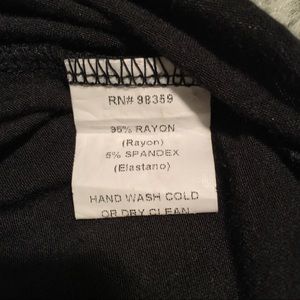 RN# 98359
95% RAYON
(Rayon)
5% SPANDEX
(Elastano)
HAND WASH COLD
OR DRY CLEAN